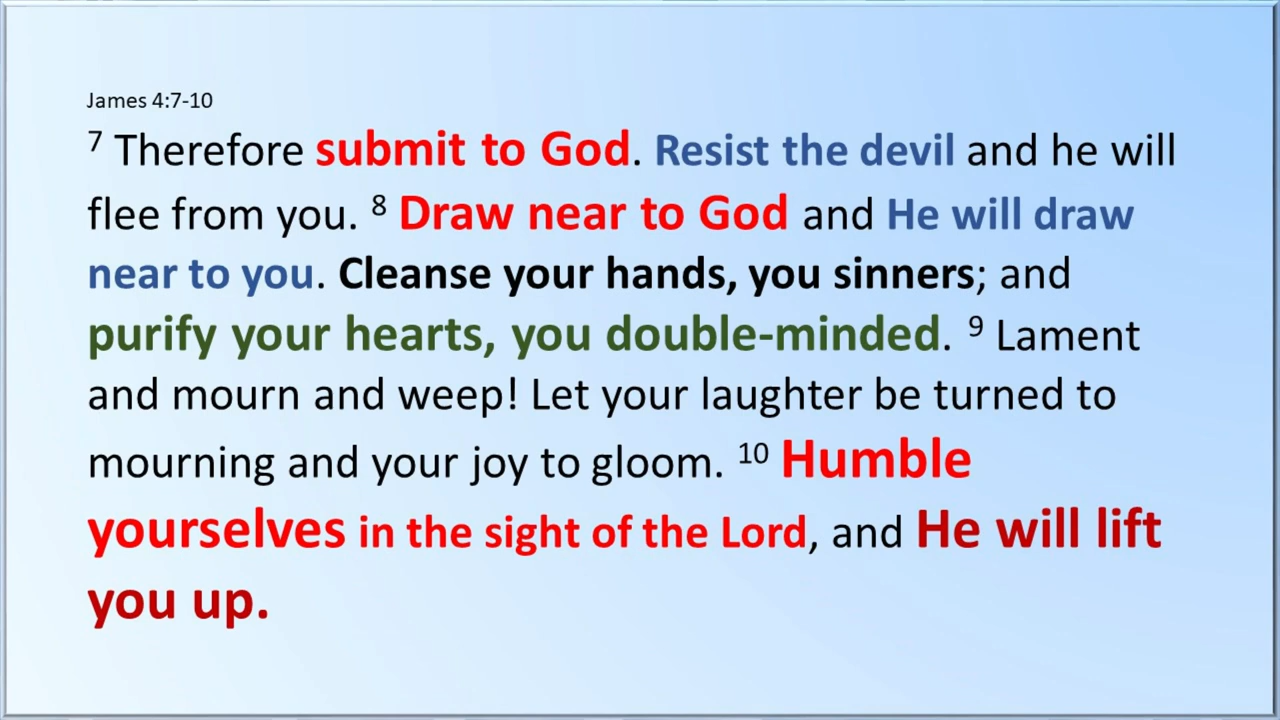 James 4:7-10
7 Therefore submit to God. Resist the devil and he will
flee from you. 8 Draw near to God and He will draw
near to you. Cleanse your hands, you sinners; and
purify your hearts, you double-minded. 9 Lament
and mourn and weep! Let your laughter be turned to
mourning and your joy to gloom. 10 Humble
yourselves in the sight of the Lord, and He will lift
you up.